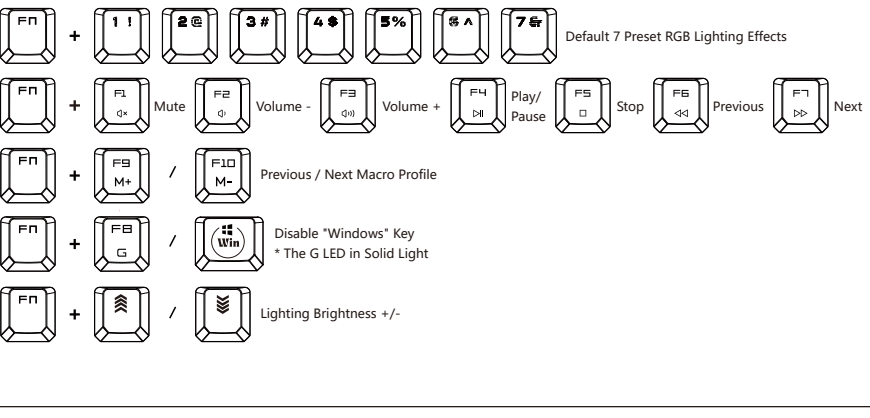 Fn + 1 ! 2 @ 3 # 4 $ 5 % 6 ^ 7 & Default 7 Preset RGB Lighting Effects
Fn + F1 Mute F2 Volume - F3 Volume + F4 Play/
Pause F5 Stop F6 Previous F7 Next
Fn + F9 M+ / F10 M- Previous / Next Macro Profile
Fn + F8 G / Win Disable "Windows" Key
* The G LED in Solid Light
Fn + / Lighting Brightness +/-